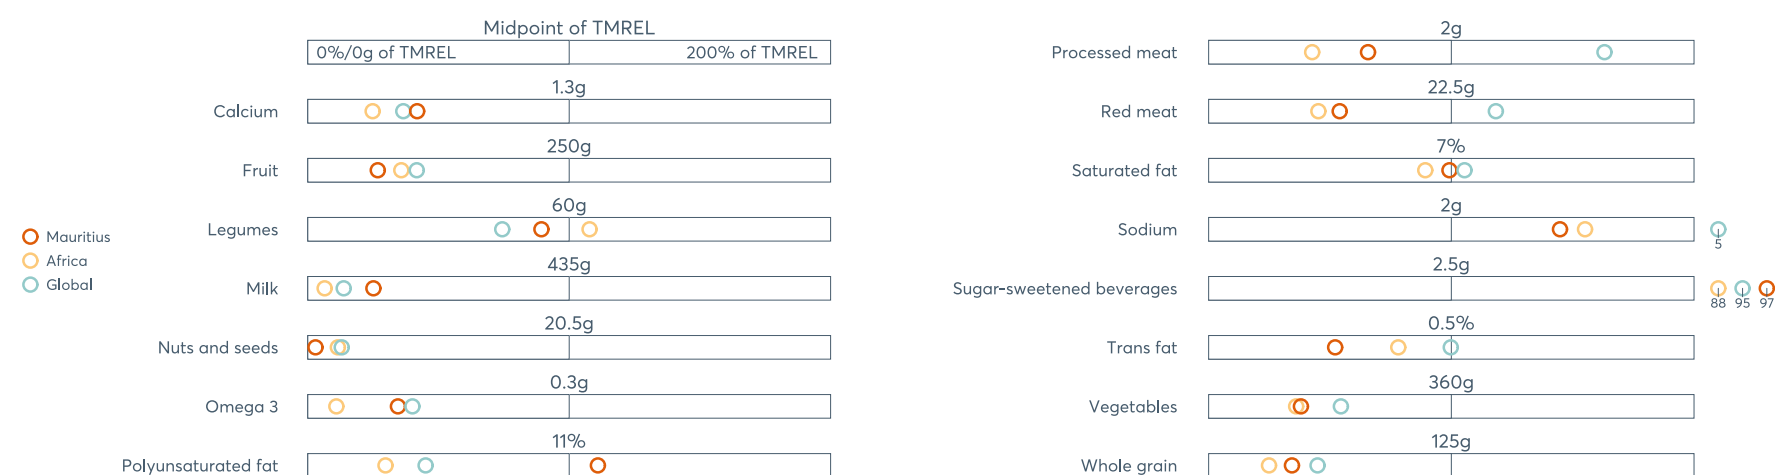 Midpoint of TMREL
0%/0g of TMREL 200% of TMREL
1.3g
Calcium
250g
Fruit
60g
Legumes
435g
Milk
20.5g
Nuts and seeds
0.3g
Omega 3
11%
Polyunsaturated fat
Mauritius
Africa
Global
2g
Processed meat
22.5g
Red meat
7%
Saturated fat
2g
Sodium
5
2.5g
Sugar-sweetened beverages
88 95 97
0.5%
Trans fat
360g
Vegetables
125g
Whole grain